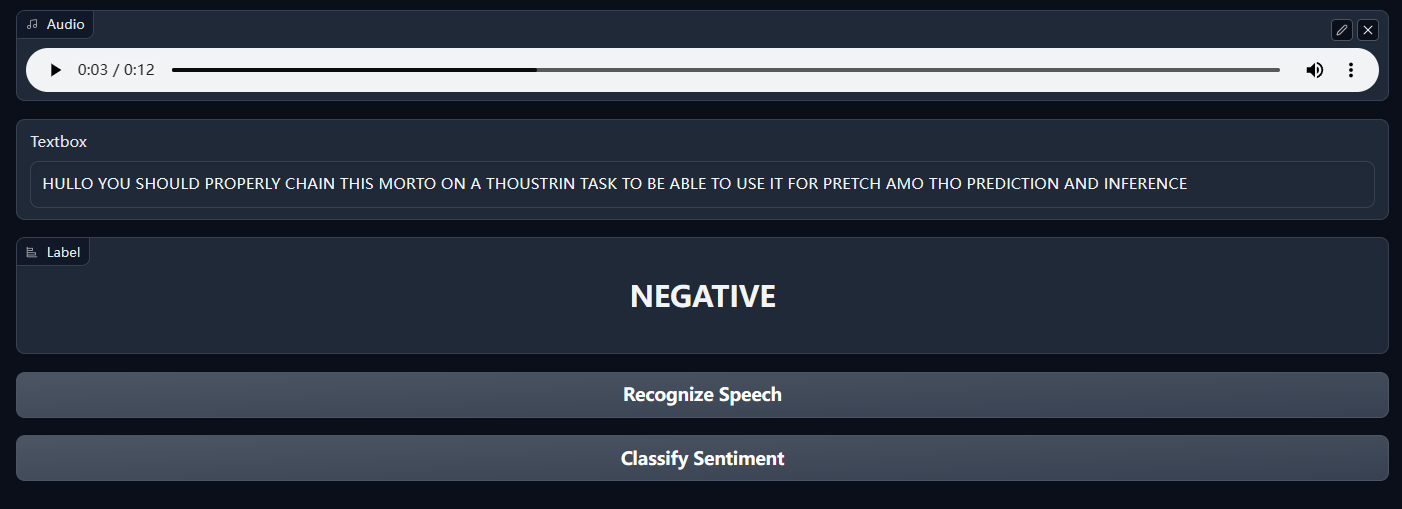 Audio
0:03 / 0:12
Textbox
HULLO YOU SHOULD PROPERLY CHAIN THIS MORTO ON A THOUSTRIN TASK TO BE ABLE TO USE IT FOR PRETCH AMO THO PREDICTION AND INFERENCE
Label
NEGATIVE
Recognize Speech
Classify Sentiment